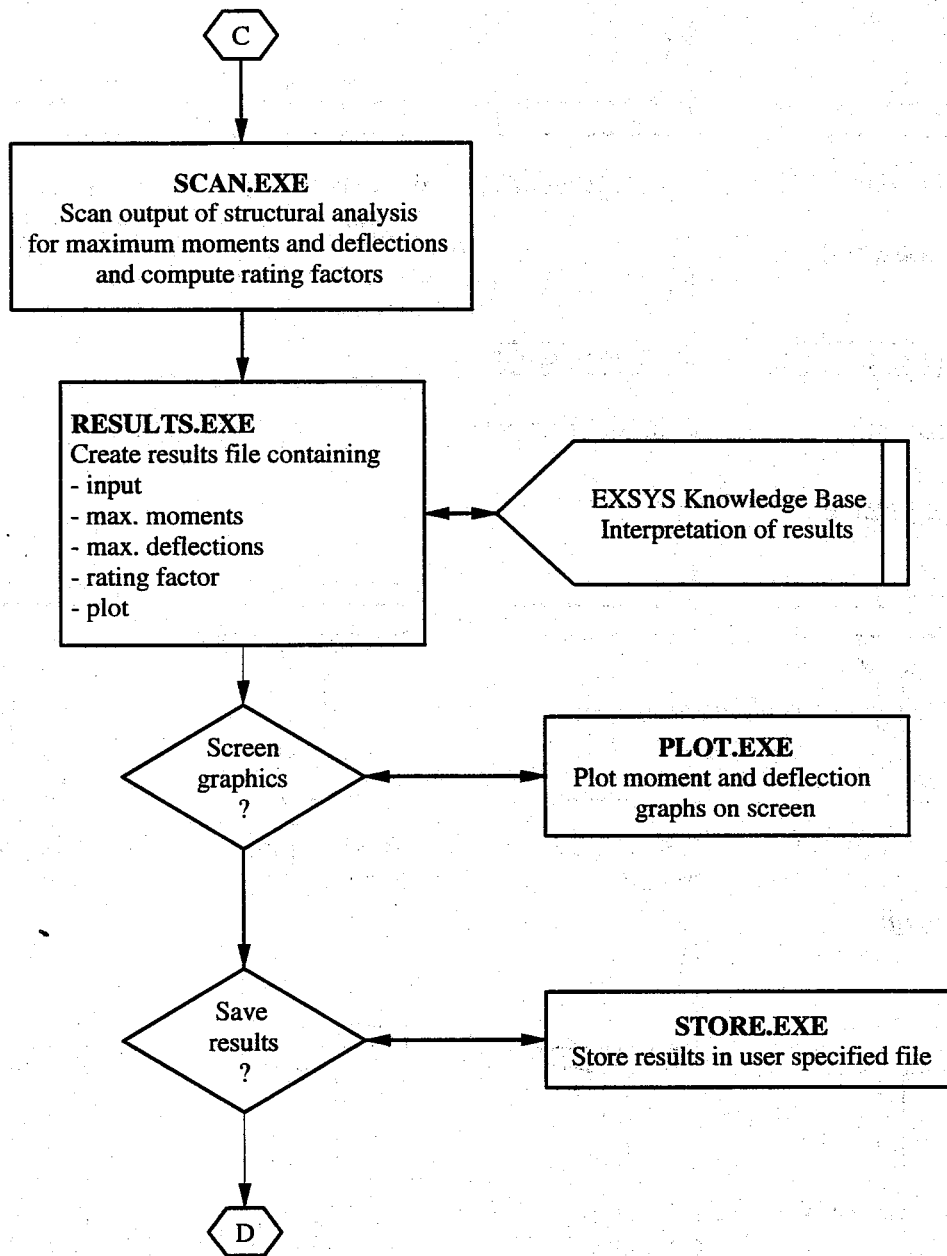 C
SCAN.EXE
Scan output of structural analysis
for maximum moments and deflections
and compute rating factors
RESULTS.EXE
Create results file containing
- input
- max. moments
- max. deflections
- rating factor
- plot
EXSYS Knowledge Base
Interpretation of results
Screen
graphics
?
PLOT.EXE
Plot moment and deflection
graphs on screen
Save
results
?
STORE.EXE
Store results in user specified file
D